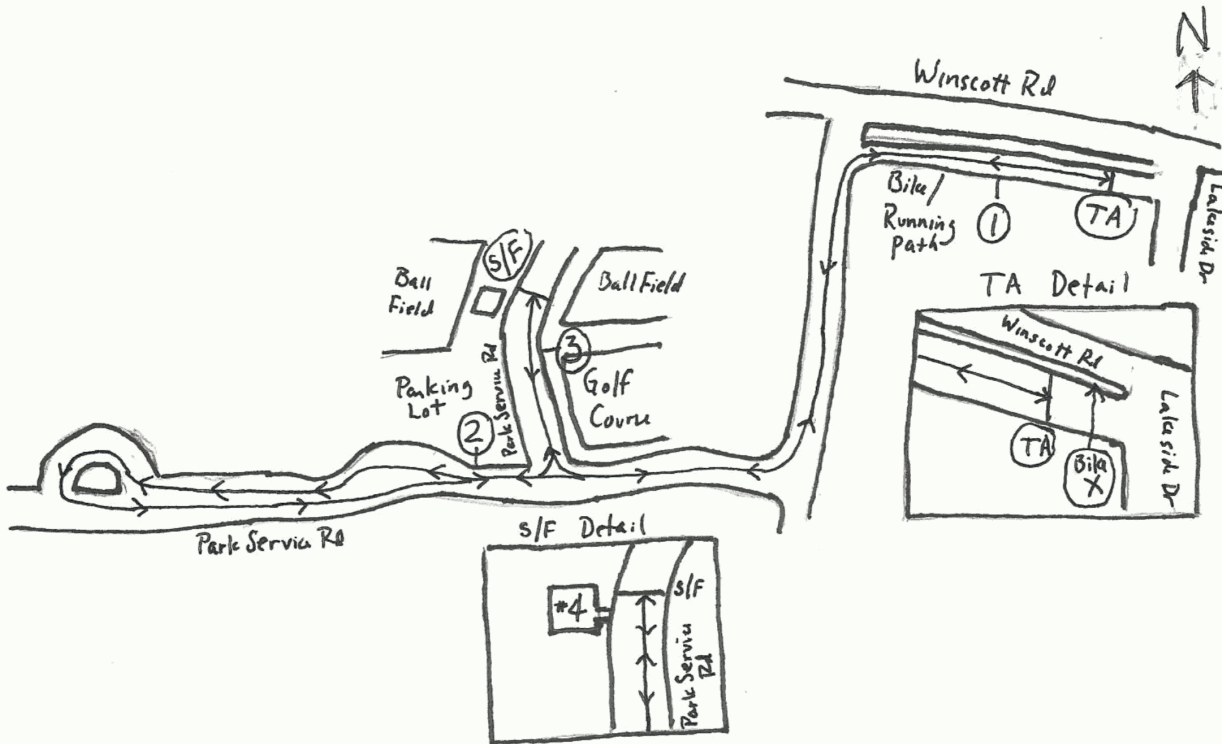 N
Winscott Rd
Bike/
Running
Path
1
TA
Lakeside Dr
S/F
Ball
Field
Ball Field
3
Parking
Lot
Park Service Rd
Golf
Course
2
Park Service Rd
TA Detail
Winscott Rd
TA
Bike
X
Lakeside Dr
S/F Detail
#4
S/F
Park Service
Rd